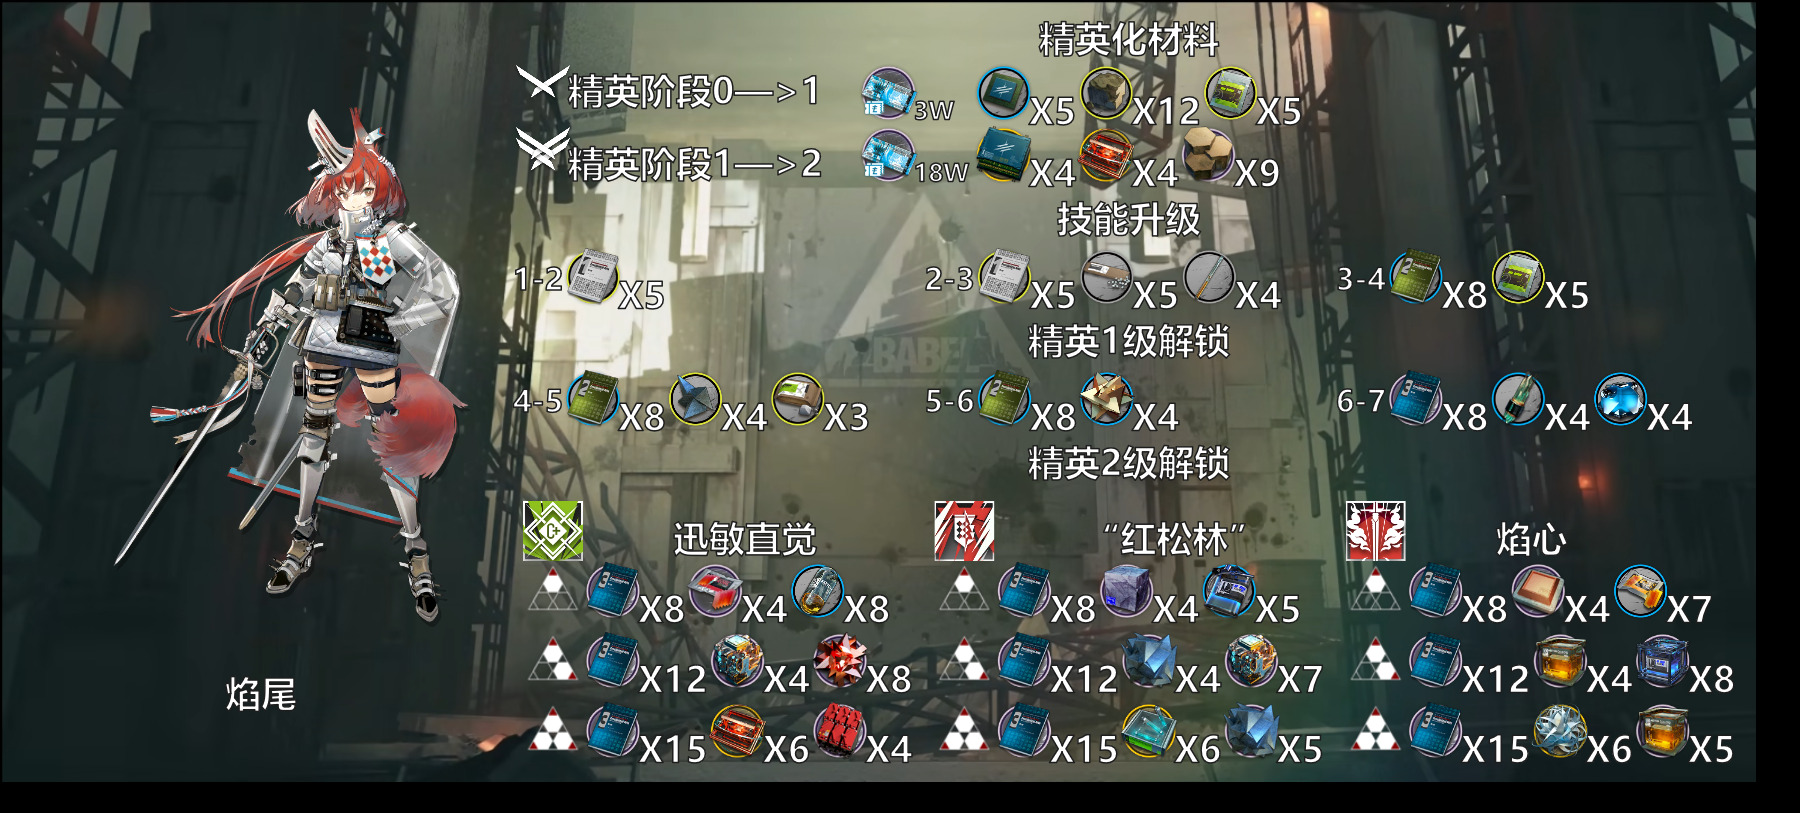 精英化材料
精英阶段0—>1 3W X5 X12 X5
精英阶段1—>2 18W X4 X4 X9
技能升级
1-2 X5 2-3 X5 X5 X4 3-4 X8 X5
精英1级解锁
BABEL
4-5 X8 X4 X3 5-6 X8 X4 6-7 X8 X4 X4
精英2级解锁
迅敏直觉 “红松林” 焰心
X8 X4 X8 X8 X4 X5 X8 X4 X7
X12 X4 X8 X12 X4 X7 X12 X4 X8
焰尾
X15 X6 X4 X15 X6 X5 X15 X6 X5